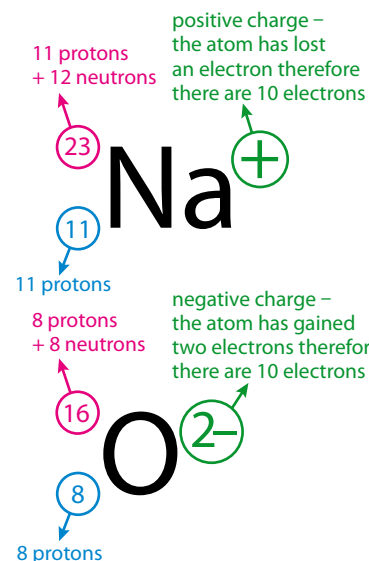 positive charge –
the atom has lost
an electron therefore
there are 10 electrons
11 protons
+ 12 neutrons
23
Na
+
11
11 protons
negative charge –
the atom has gained
two electrons therefor
there are 10 electrons
8 protons
+ 8 neutrons
16
O
2–
8
8 protons